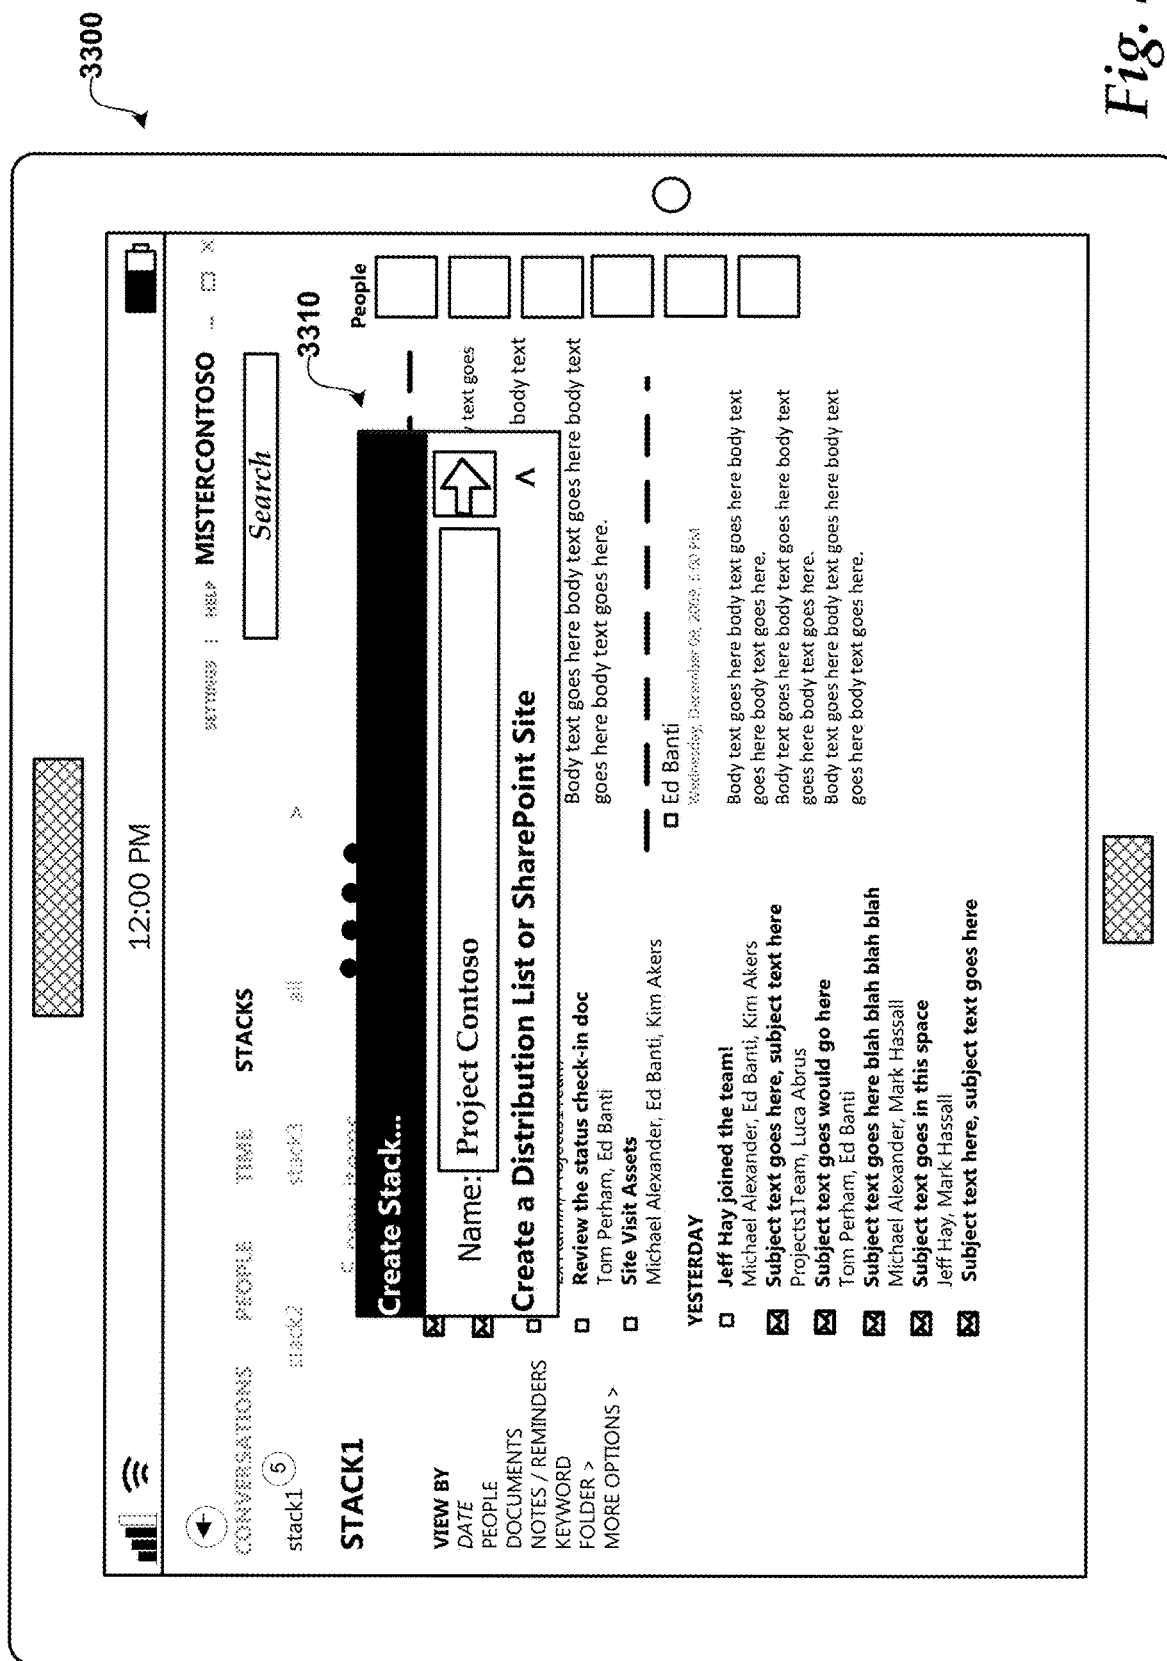 3300
12:00 PM
SETTINGS | HELP MISTERCONTOSO – □ X
CONVERSATIONS PEOPLE TIME STACKS
Search
stack1 5 stack2 stack3 all >
3310
STACK1
People
Create Stack...
VIEW BY
DATE
PEOPLE
DOCUMENTS
NOTES / REMINDERS
KEYWORD
FOLDER >
MORE OPTIONS >
Name: Project Contoso
Create a Distribution List or SharePoint Site <
Review the status check-in doc
Tom Perham, Ed Banti
Site Visit Assets
Michael Alexander, Ed Banti, Kim Akers
YESTERDAY
Jeff Hay joined the team!
Michael Alexander, Ed Banti, Kim Akers
Subject text goes here, subject text here
Projects1Team, Luca Abrus
Subject text goes would go here
Tom Perham, Ed Banti
Subject text goes here blah blah blah blah
Michael Alexander, Mark Hassall
Subject text goes in this space
Jeff Hay, Mark Hassall
Subject text here, subject text goes here
text goes
body text
Body text goes here body text goes here body text
goes here body text goes here.
Ed Banti
Wednesday, December 09, 2009, PM
Body text goes here body text goes here body text
goes here body text goes here.
Body text goes here body text goes here body text
goes here body text goes here.
Body text goes here body text goes here body text
goes here body text goes here.
Fig.